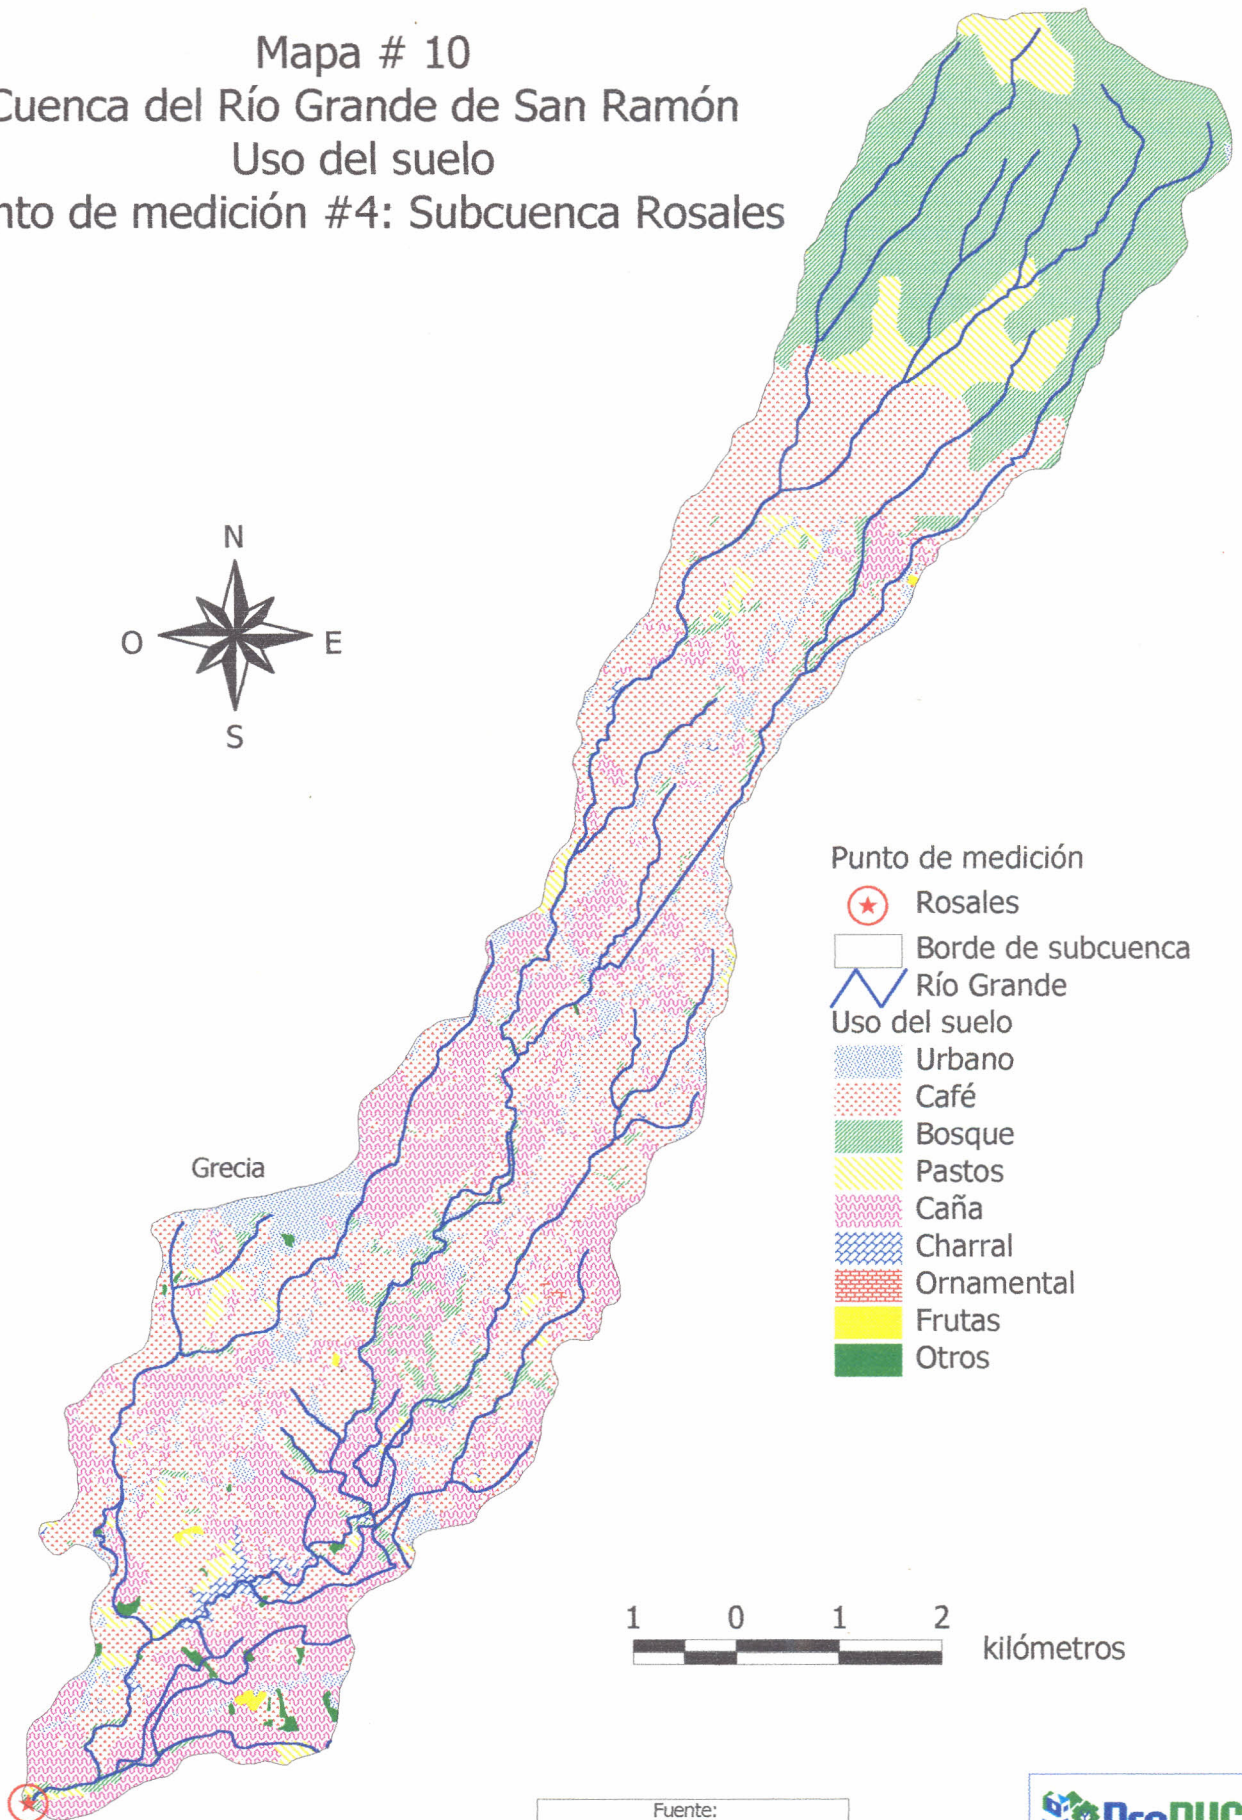 Mapa # 10
Cuenca del Río Grande de San Ramón
Uso del suelo
nto de medición #4: Subcuenca Rosales
N
O
E
S
Punto de medición
Rosales
Borde de subcuenca
Río Grande
Uso del suelo
Urbano
Café
Bosque
Pastos
Caña
Charral
Ornamental
Frutas
Otros
Grecia
1 0 1 2
kilómetros
Fuente: